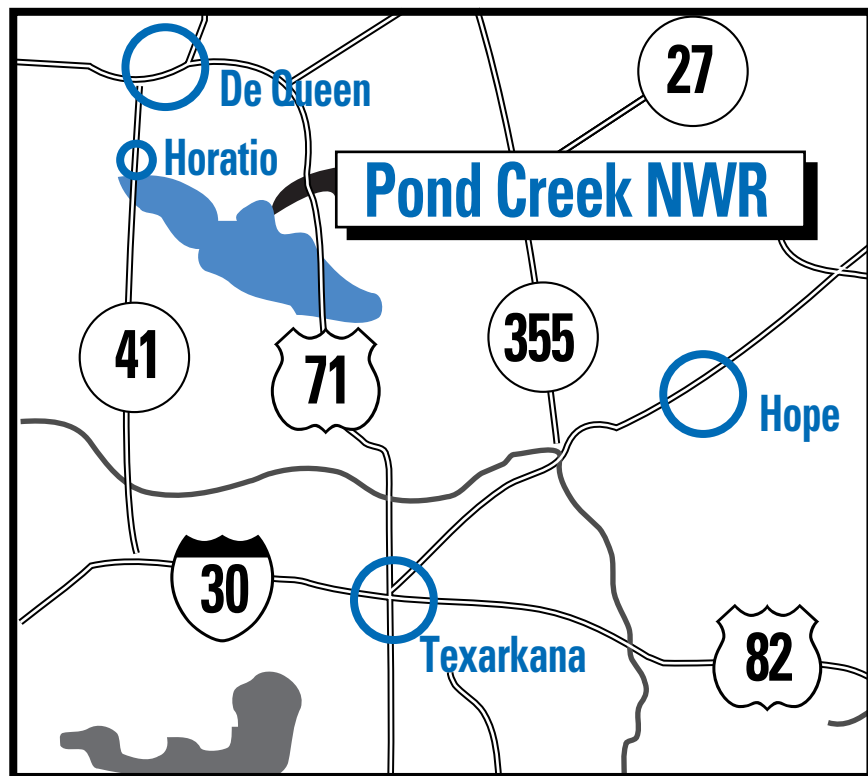 De Queen
27
Horatio
Pond Creek NWR
41
71
355
Hope
30
Texarkana
82